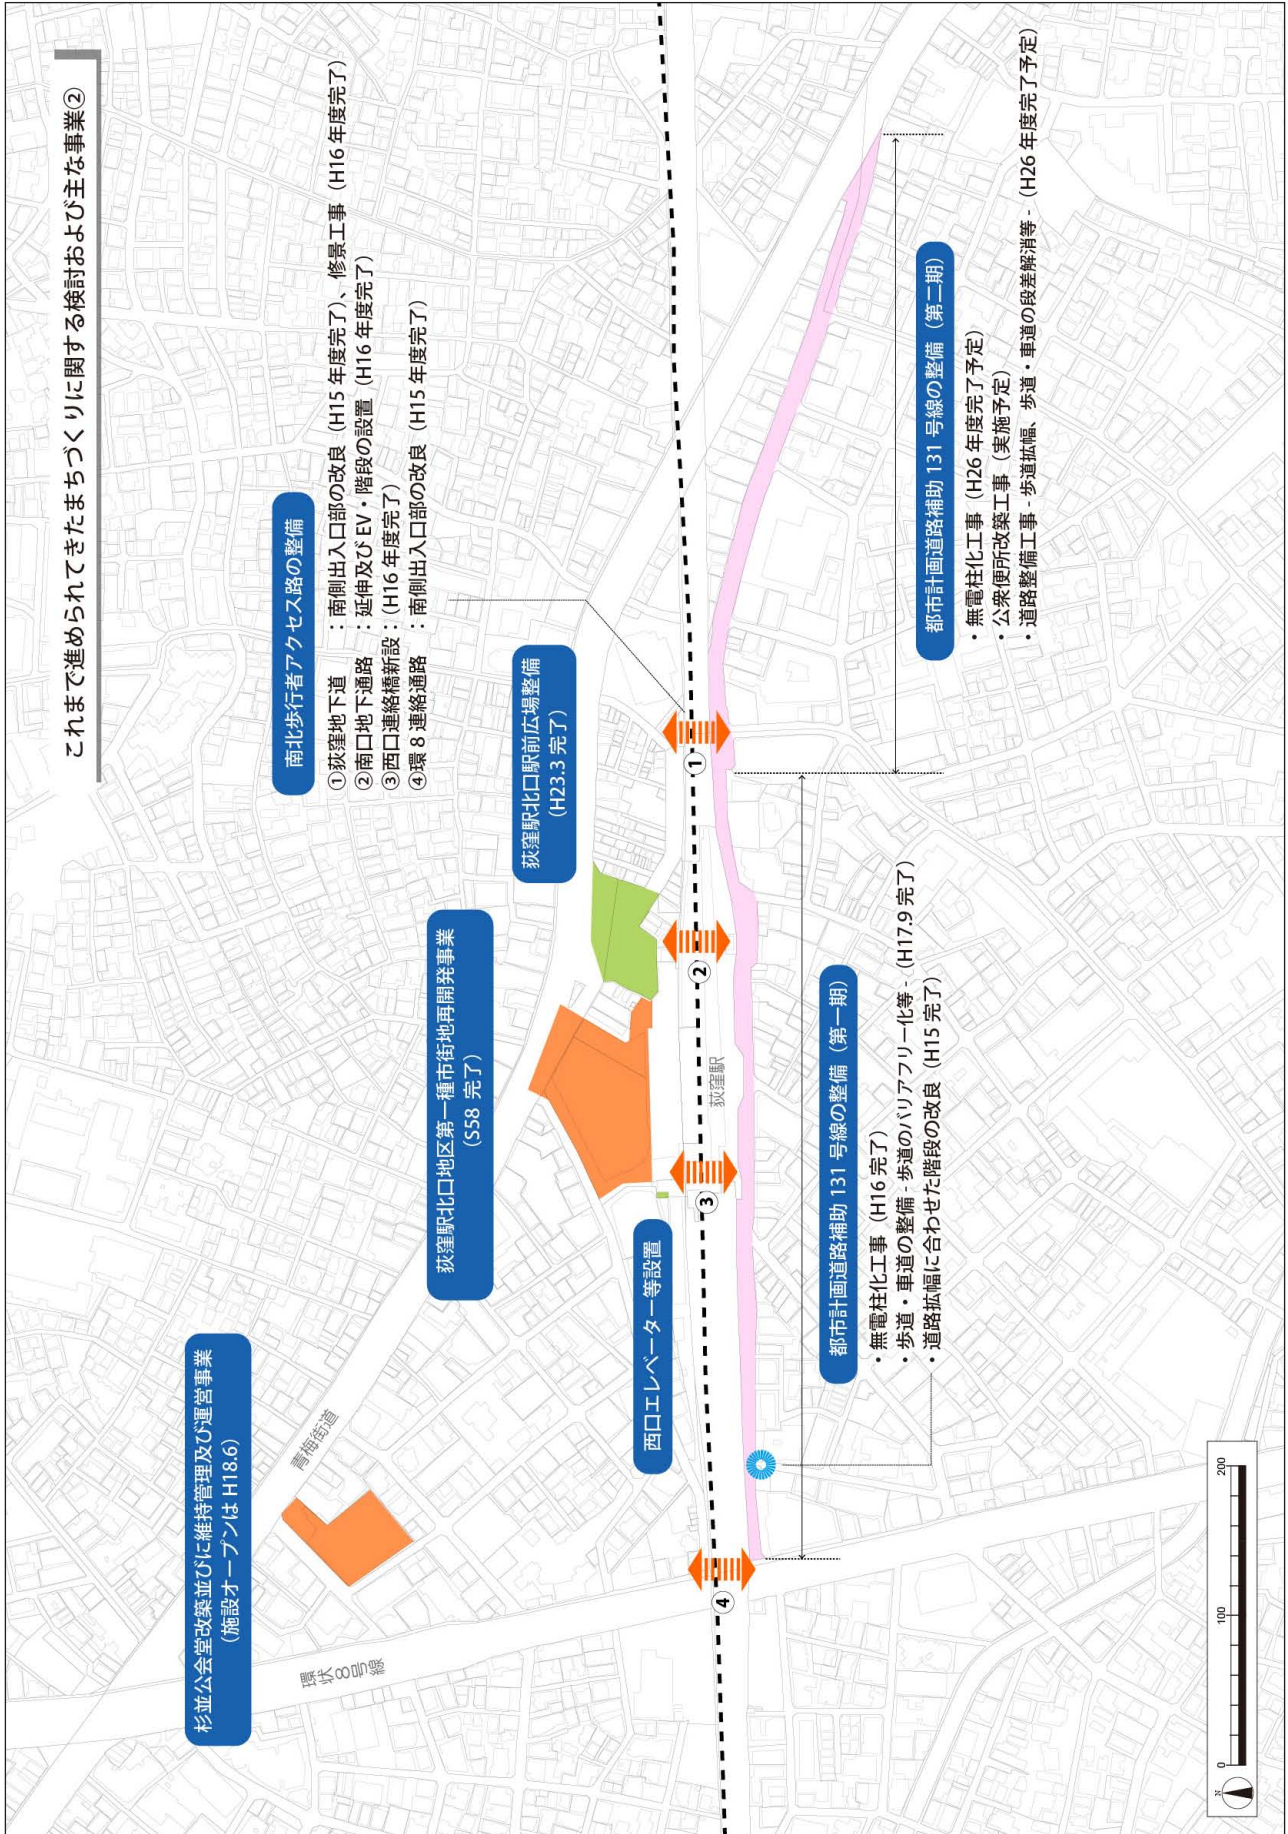 これまで進められてきたまちづくりに関する検討および主な事業②
杉並公会堂改築並びに維持管理及び運営事業
(施設オープンは H18.6)
南北歩行者アクセス路の整備
①荻窪地下道 :南側出入口部の改良(H15 年度完了)、修景工事(H16 年度完了)
②南口地下通路 :延伸及び EV・階段の設置(H16 年度完了)
③西口連絡橋新設:(H16 年度完了)
④環8連絡通路 :南側出入口部の改良(H15 年度完了)
荻窪駅北口地区第一種市街地再開発事業
(S58 完了)
荻窪駅北口駅前広場整備
(H23.3 完了)
西口エレベーター等設置
青梅街道
環状8号線
荻窪駅
④
③
②
①
都市計画道路補助 131 号線の整備(第一期)
・無電柱化工事(H16 完了)
・歩道・車道の整備 - 歩道のバリアフリー化等 -(H17.9 完了)
・道路拡幅に合わせた階段の改良(H15 完了)
都市計画道路補助 131 号線の整備(第二期)
・無電柱化工事(H26 年度完了予定)
・公衆便所改築工事(実施予定)
・道路整備工事 - 歩道拡幅、歩道・車道の段差解消等 -(H26 年度完了予定)
N
0 100 200